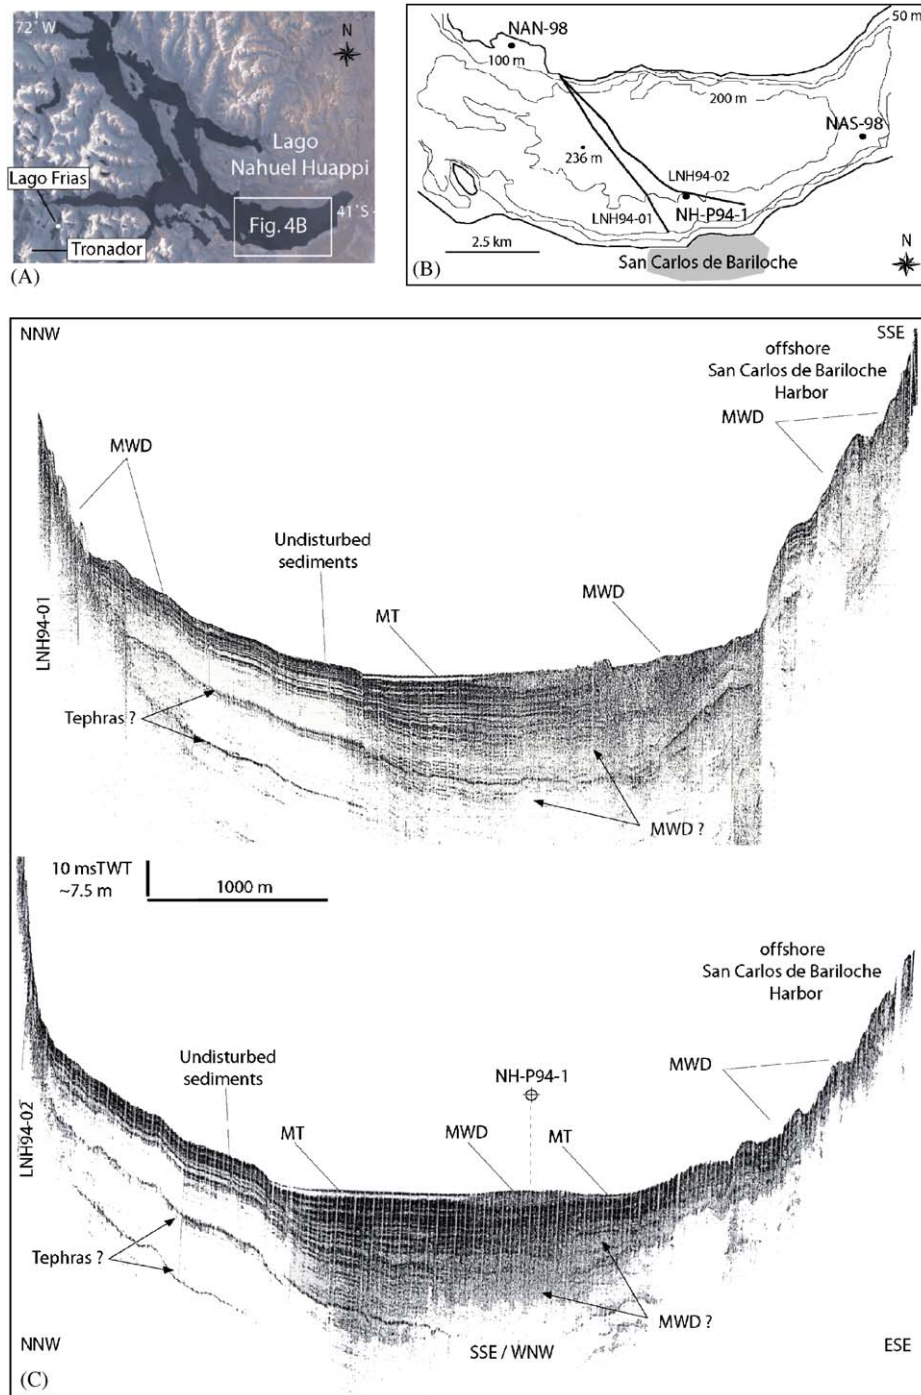 72° W
N
Lago
Nahuel Huappi
Lago Frias
41°S
Fig. 4B
Tronador
(A)
50 m
NAN-98
100 m
200 m
NAS-98
236 m
LNH94-02
LNH94-01
NH-P94-1
2.5 km
N
San Carlos de Bariloche
(B)
NNW
SSE
offshore
San Carlos de Bariloche
Harbor
MWD
MWD
Undisturbed
sediments
MWD
MT
LNH94-01
Tephras ?
MWD ?
10 msTWT
~7.5 m
1000 m
offshore
San Carlos de Bariloche
Harbor
Undisturbed
sediments
NH-P94-1
MWD
LNH94-02
MT
MWD
MT
Tephras ?
MWD ?
NNW
SSE / WNW
ESE
(C)